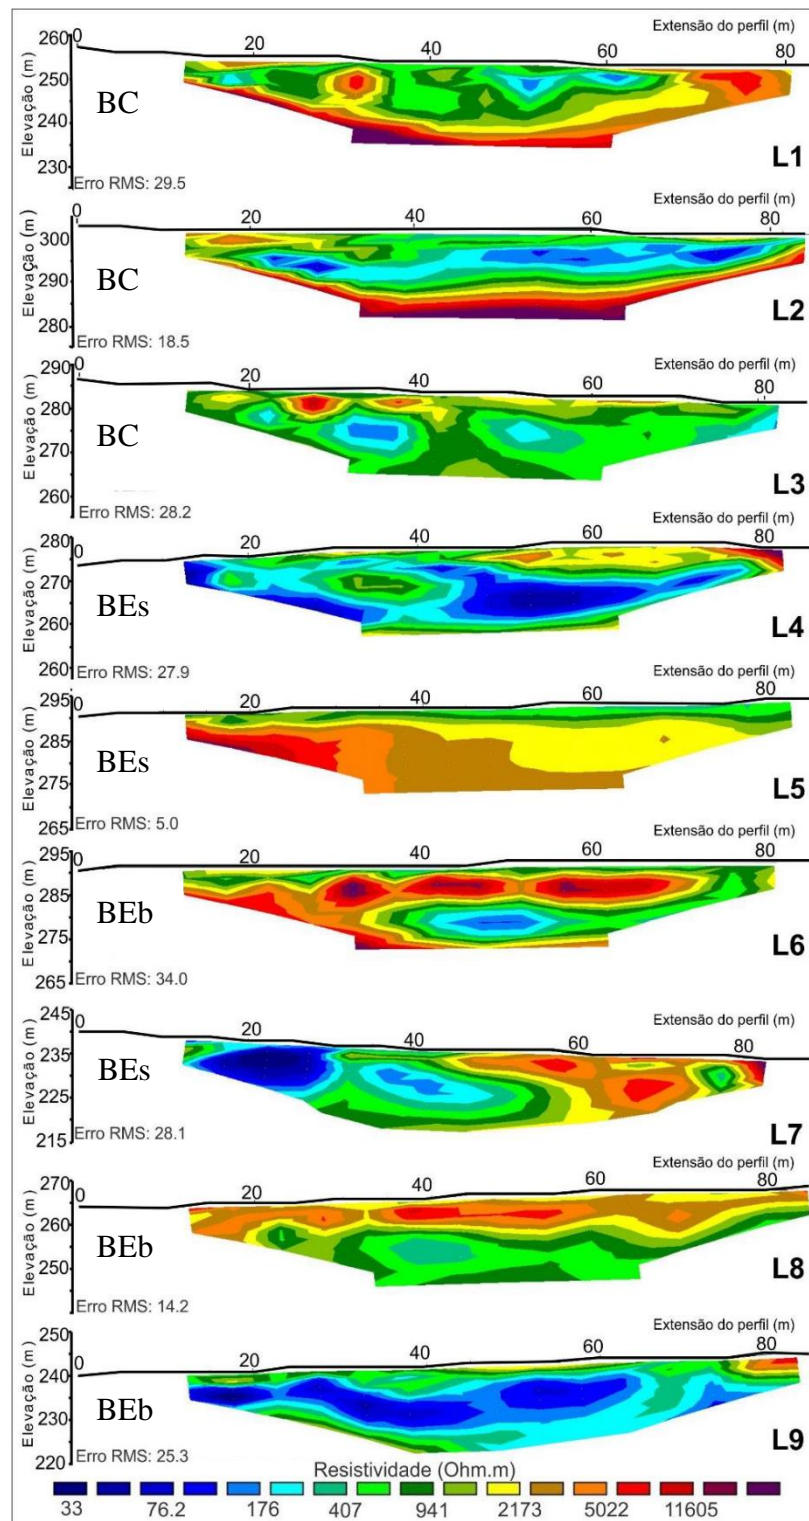 Extensão do perfil (m)
260 0 20 40 60 80
Elevação (m)
250
BC
240
230
L1
Erro RMS: 29.5
Extensão do perfil (m)
0 20 40 60 80
Elevação (m)
300
290
BC
280
L2
Erro RMS: 18.5
Extensão do perfil (m)
290 0 20 40 60 80
Elevação (m)
280
BC
270
260
L3
Erro RMS: 28.2
Extensão do perfil (m)
280 0 20 40 60 80
Elevação (m)
270
BEs
260
260
L4
Erro RMS: 27.9
Extensão do perfil (m)
295 0 20 40 60 80
Elevação (m)
285
BEs
275
265
L5
Erro RMS: 5.0
Extensão do perfil (m)
295 0 20 40 60 80
Elevação (m)
285
BEb
275
265
L6
Erro RMS: 34.0
Extensão do perfil (m)
245 0 20 40 60 80
Elevação (m)
235
BEs
225
215
L7
Erro RMS: 28.1
Extensão do perfil (m)
270 0 20 40 60 80
Elevação (m)
260
BEb
250
240
L8
Erro RMS: 14.2
Extensão do perfil (m)
250 0 20 40 60 80
Elevação (m)
240
BEb
230
220
L9
Erro RMS: 25.3
Resistividade (Ohm.m)
33 76.2 176 407 941 2173 5022 11605